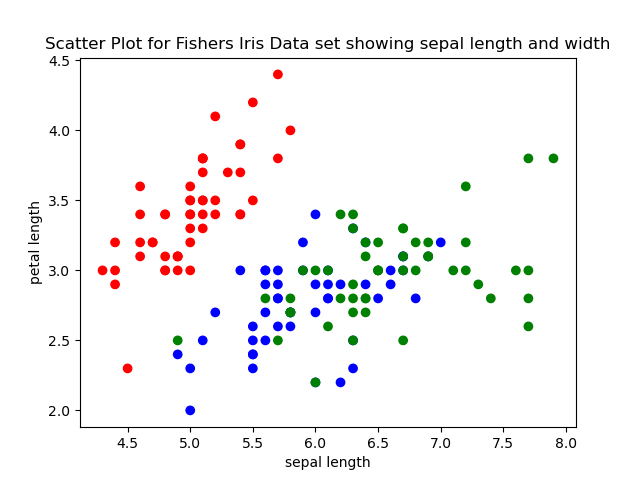 Scatter Plot for Fishers Iris Data set showing sepal length and width
4.5
4.0
3.5
3.0
2.5
2.0
petal length
4.5 5.0 5.5 6.0 6.5 7.0 7.5 8.0
sepal length